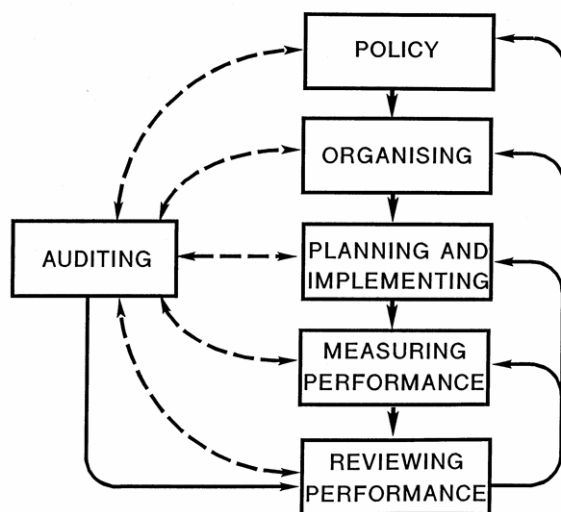 POLICY
ORGANISING
AUDITING
PLANNING AND
IMPLEMENTING
MEASURING
PERFORMANCE
REVIEWING
PERFORMANCE